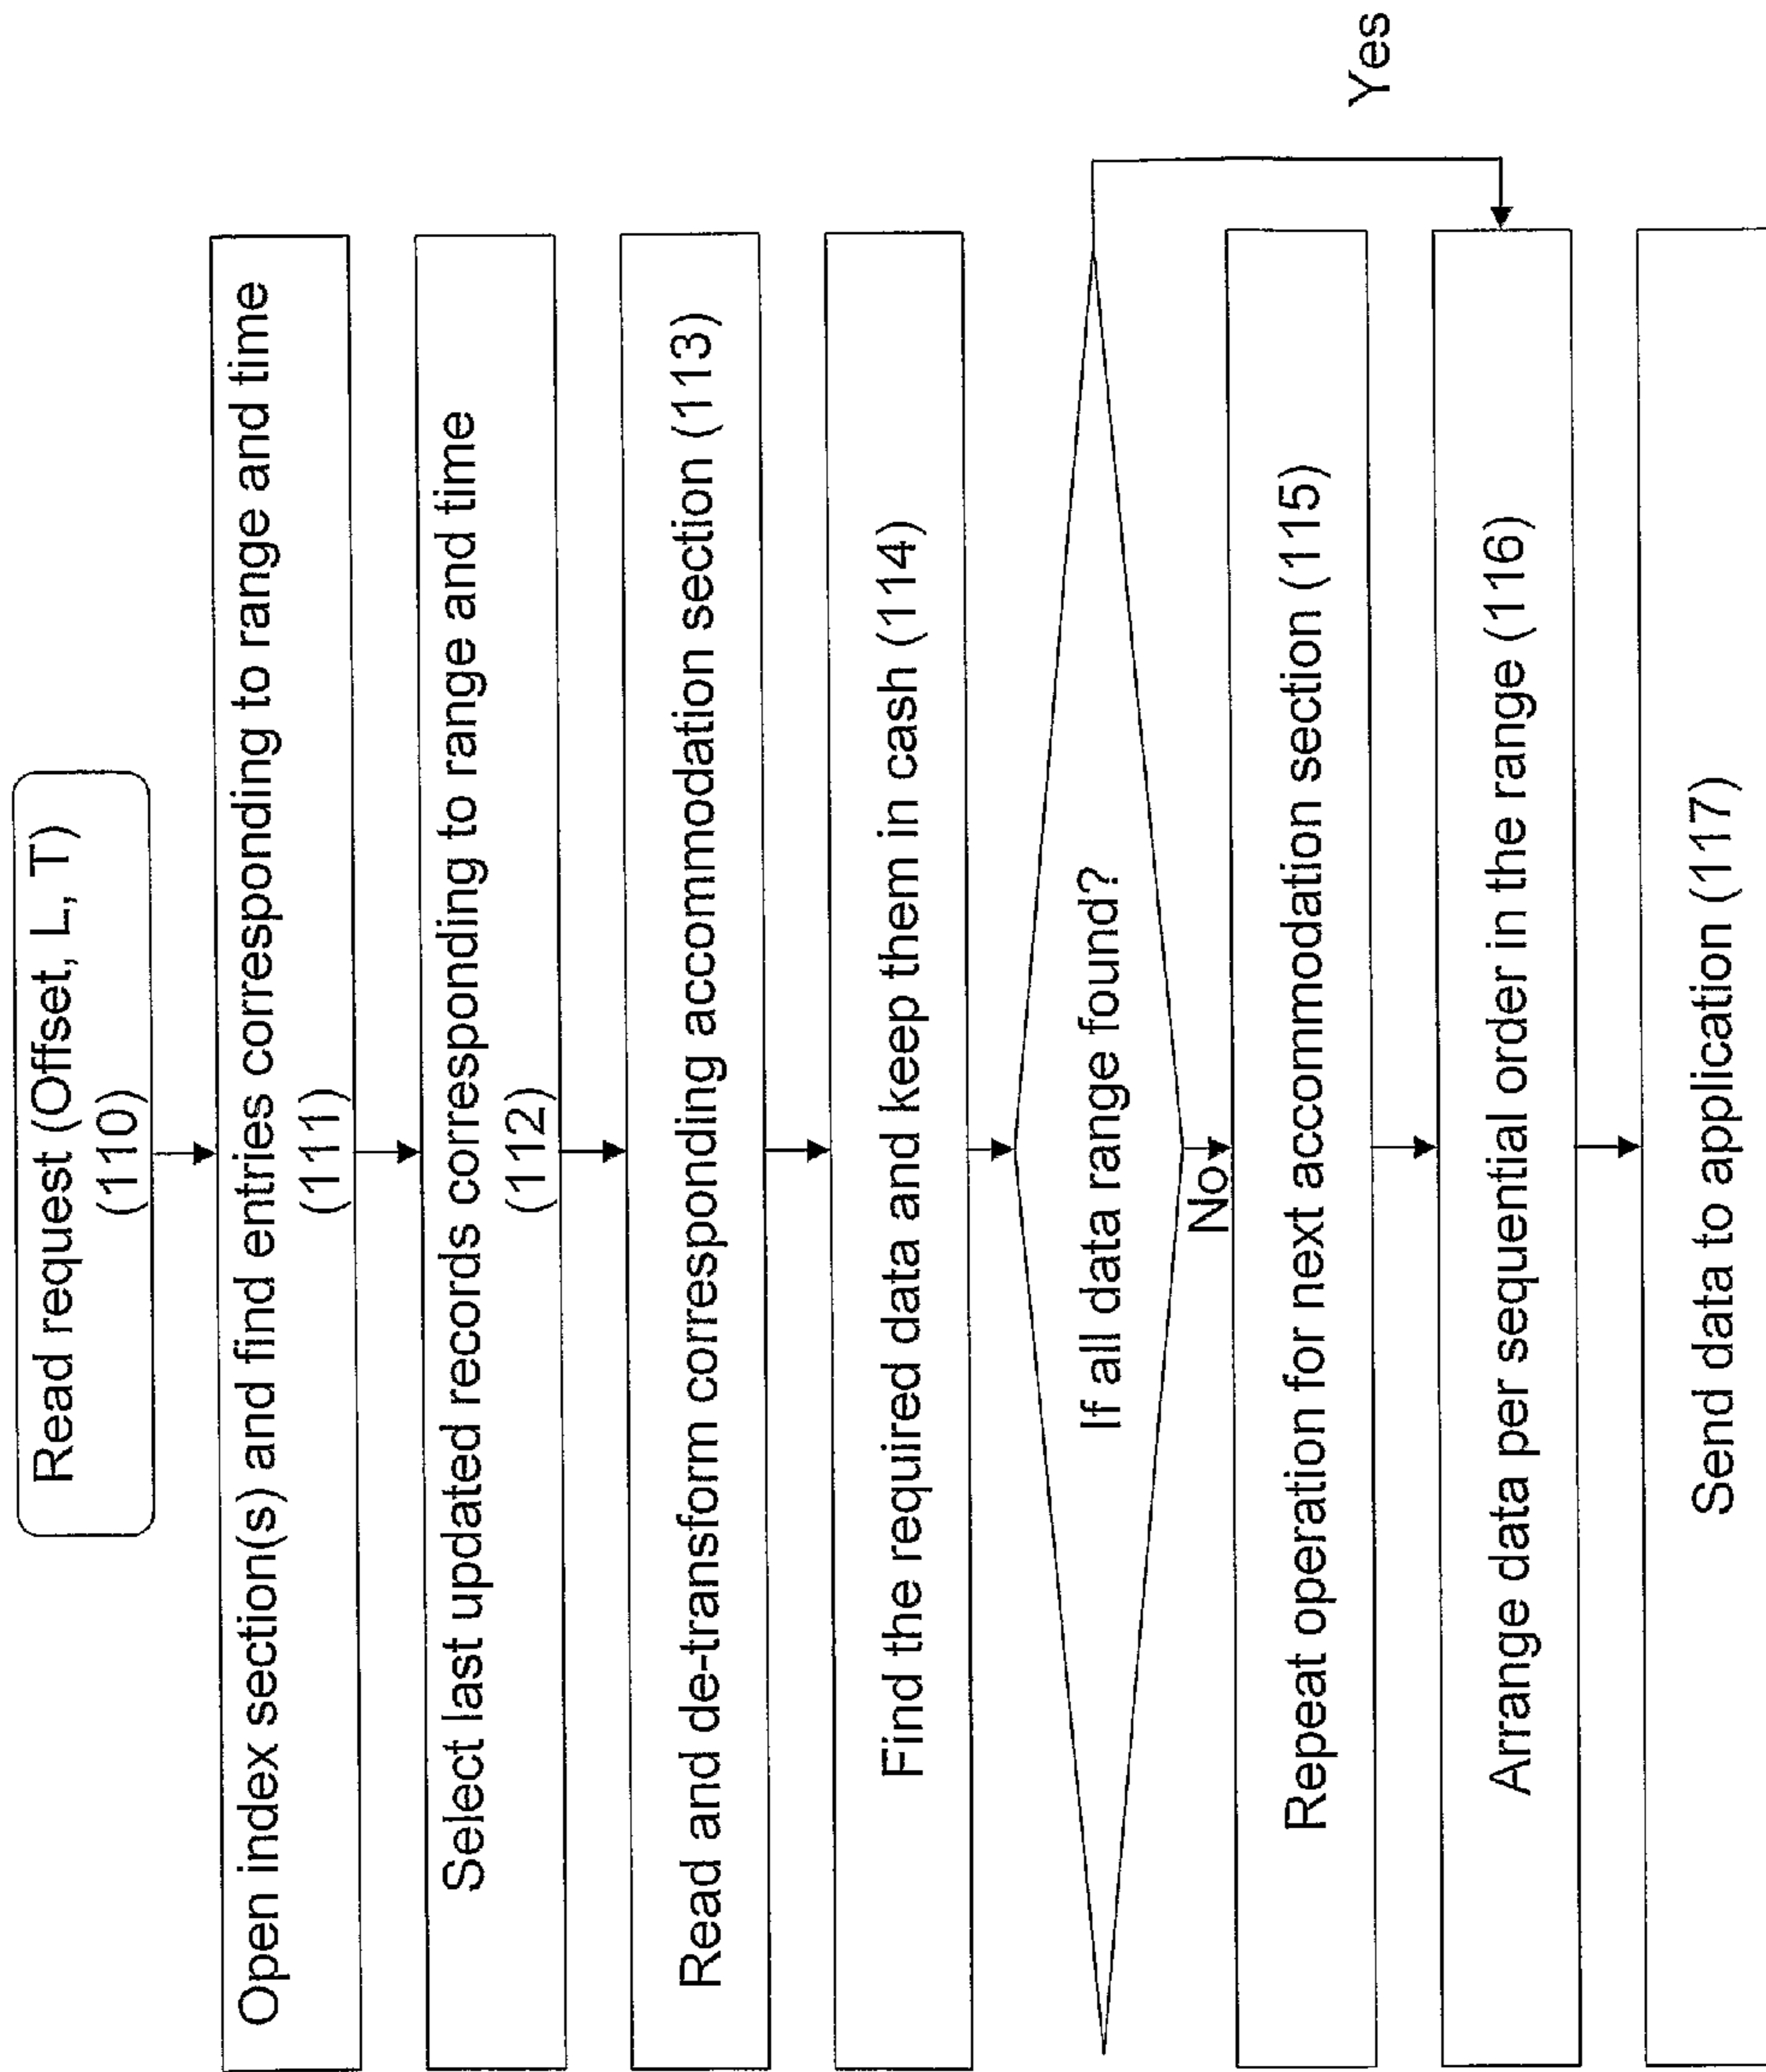 Read request (Offset, L, T)
(110)
Open index section(s) and find entries corresponding to range and time
(111)
Select last updated records corresponding to range and time
(112)
Read and de-transform corresponding accommodation section (113)
Find the required data and keep them in cash (114)
If all data range found?
Yes
No
Repeat operation for next accommodation section (115)
Arrange data per sequential order in the range (116)
Send data to application (117)